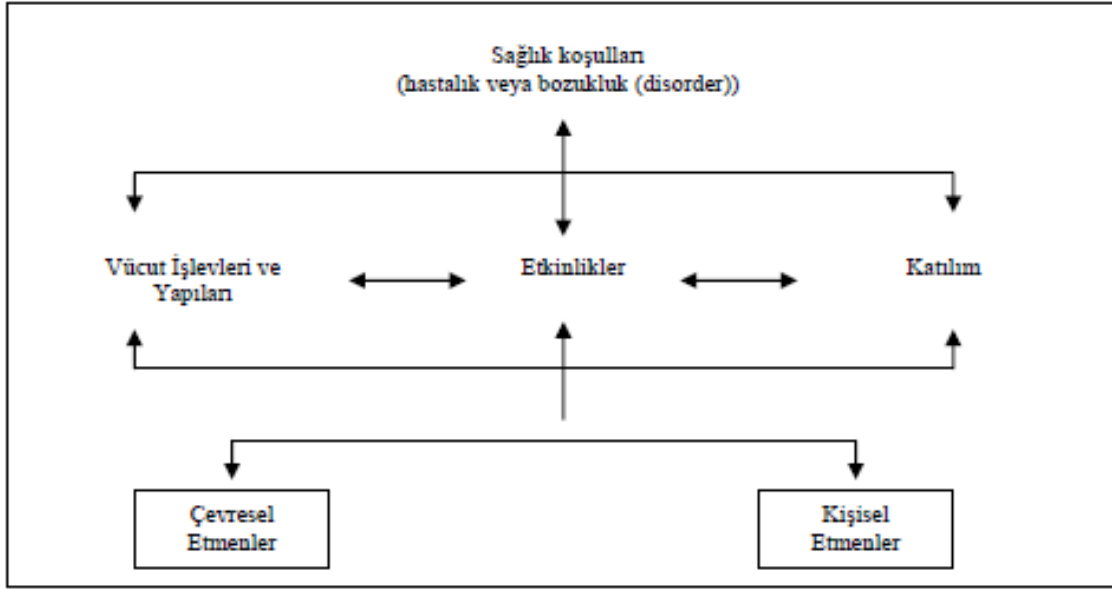 Sağlık koşulları
(hastalık veya bozukluk (disorder))
Vücut İşlevleri ve
Yapıları
Etkinlikler
Katılım
Çevresel
Etmenler
Kişisel
Etmenler